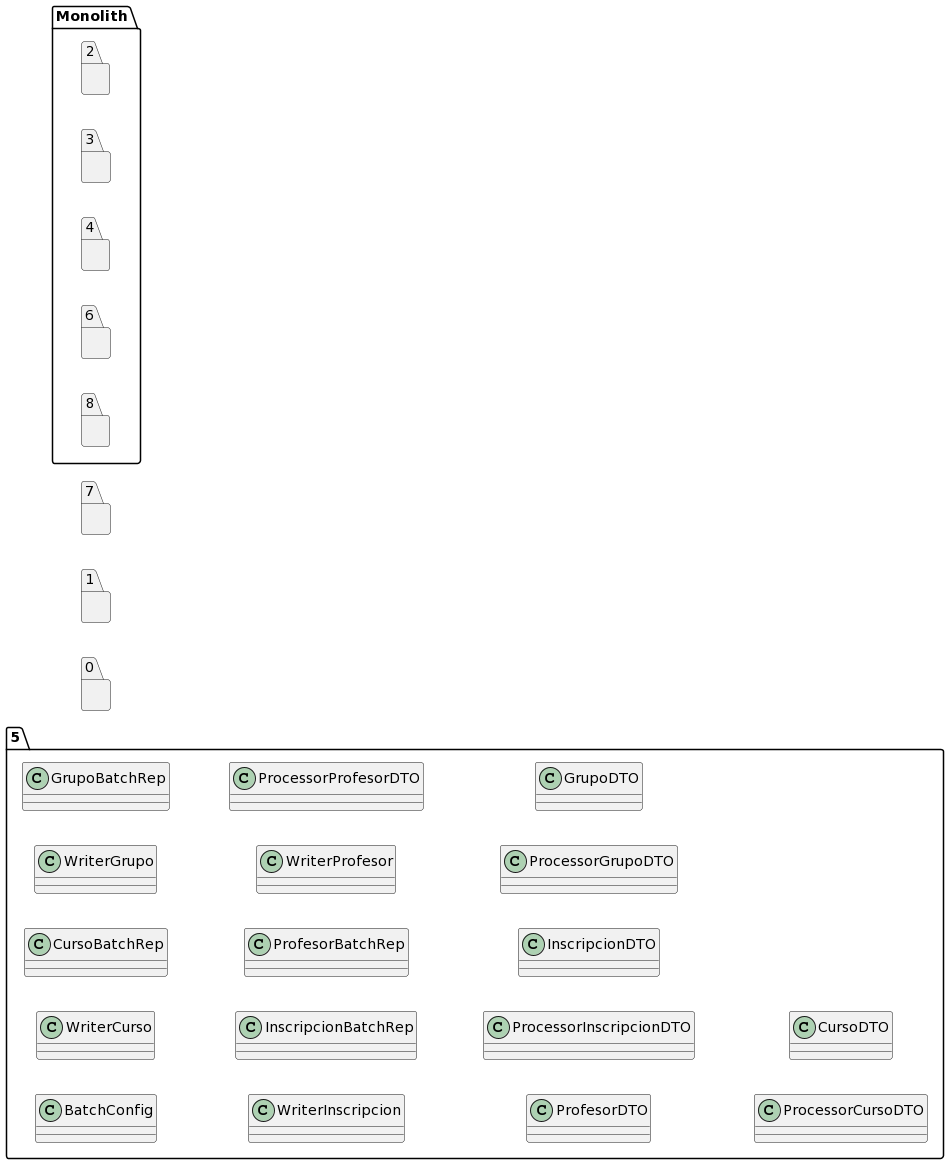 Monolith
2
3
4
6
8
7
1
0
5
C GrupoBatchRep
C ProcessorProfesorDTO
C GrupoDTO
C WriterGrupo
C WriterProfesor
C ProcessorGrupoDTO
C CursoBatchRep
C ProfesorBatchRep
C InscripcionDTO
C WriterCurso
C InscripcionBatchRep
C ProcessorInscripcionDTO
C CursoDTO
C BatchConfig
C WriterInscripcion
C ProfesorDTO
C ProcessorCursoDTO